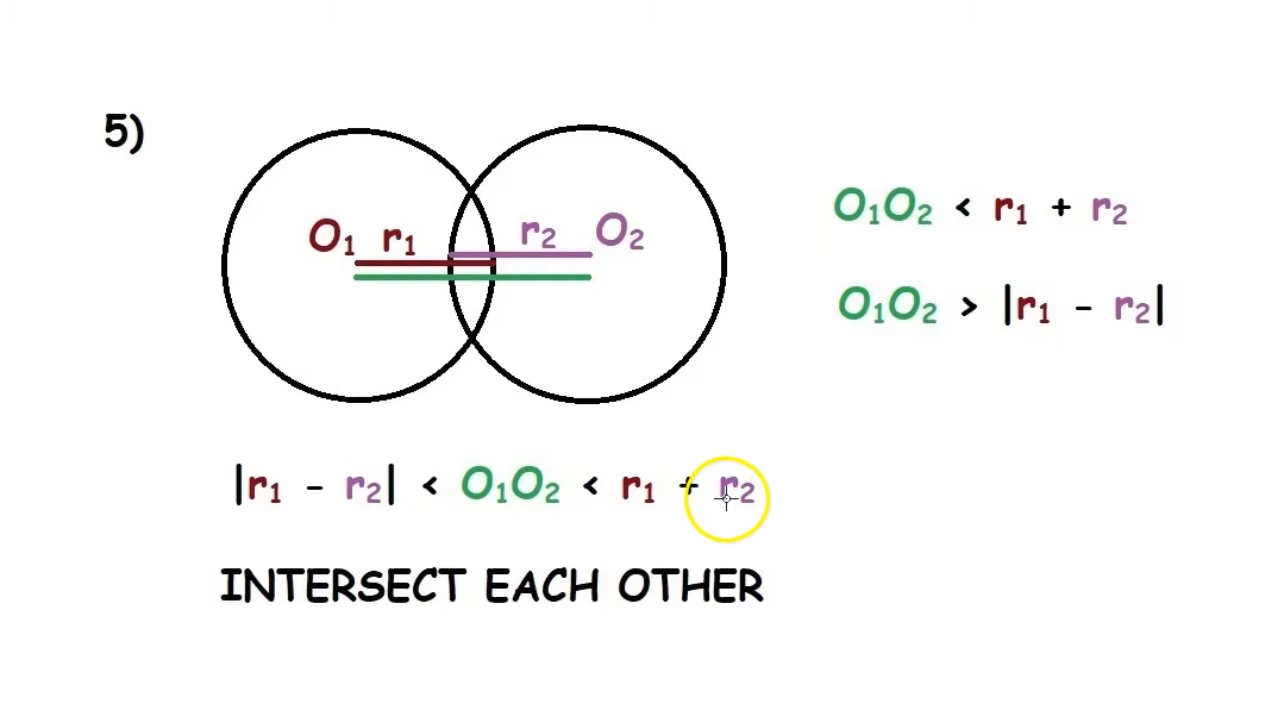 5)
O₁ r₁ r₂ O₂
O₁O₂ < r₁ + r₂
O₁O₂ > |r₁ - r₂|
|r₁ - r₂| < O₁O₂ < r₁ + r₂
INTERSECT EACH OTHER